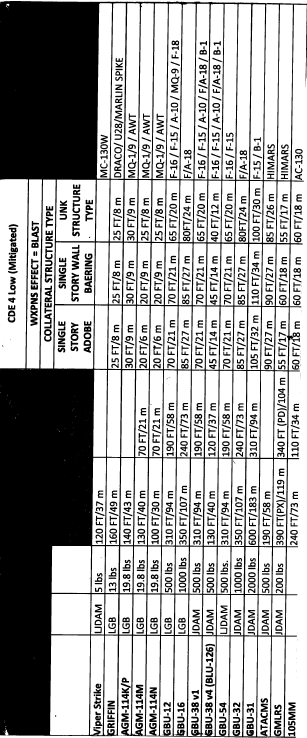 CDE 4 Low (Mitigated)
WXPNS EFFECT = BLAST
COLLATERAL STRUCTURE TYPE
SINGLE STORY ADOBE SINGLE STORY WALL BAERING UNK STRUCTURE TYPE
Viper Strike LJDAM 5 lbs 120 FT/37 m MC-130W
GRIFFIN LGB 13 lbs 160 FT/49 m 25 FT/8 m 25 FT/8 m 25 FT/8 m DRACO/ U28/MARLIN SPIKE
AGM-114K/P LGB 19.8 lbs 140 FT/43 m 30 FT/9 m 30 FT/9 m 30 FT/9 m MQ-1/9 / AWT
AGM-114M LGB 19.8 lbs 130 FT/40 m 70 FT/21 m 20 FT/6 m 20 FT/9 m 25 FT/8 m MQ-1/9 / AWT
AGM-114N LGB 19.8 lbs 100 FT/30 m 70 FT/21 m 20 FT/6 m 20 FT/9 m 25 FT/8 m MQ-1/9 / AWT
GBU-12 LGB 500 lbs 310 FT/94 m 190 FT/58 m 70 FT/21 m 70 FT/21 m 65 FT/20 m F-16 / F-15 / A-10 / MQ-9 / F-18
GBU-16 LGB 1000 lbs 350 FT/107 m 240 FT/73 m 85 FT/27 m 85 FT/27 m 80FT/24 m F/A-18
GBU-38 v1 JDAM 500 lbs 310 FT/94 m 190 FT/58 m 70 FT/21 m 70 FT/21 m 65 FT/20 m F-16 / F-15 / A-10 / F/A-18 / B-1
GBU-38 v4 (BLU-126) JDAM 500 lbs 130 FT/40 m 120 FT/37 m 45 FT/14 m 45 FT/14 m 40 FT/12 m F-16 / F-15 / A-10 / F/A-18 / B-1
GBU-54 LJDAM 500 lbs. 310 FT/94 m 190 FT/58 m 70 FT/21 m 70 FT/21 m 65 FT/20 m F-16 / F-15
GBU-32 JDAM 1000 lbs 350 FT/107 m 240 FT/73 m 85 FT/27 m 85 FT/27 m 80FT/24 m F/A-18
GBU-31 JDAM 2000 lbs 600 FT/183 m 310 FT/94 m 105 FT/32 m 110 FT/34 m 100 FT/30 m F-15 / B-1
ATACMS JDAM 500 lbs 190 FT/58 m 90 FT/27 m 90 FT/27 m 85 FT/26 m HIMARS
GMLRS JDAM 200 lbs 390 FT(PX)/119 m 340 FT (PD)/104 m 55 FT/17 m 60 FT/18 m 55 FT/17 m HIMARS
105MM 240 FT/73 m 110 FT/34 m 60 FT/18 m 60 FT/18 m 60 FT/18 m AC-130